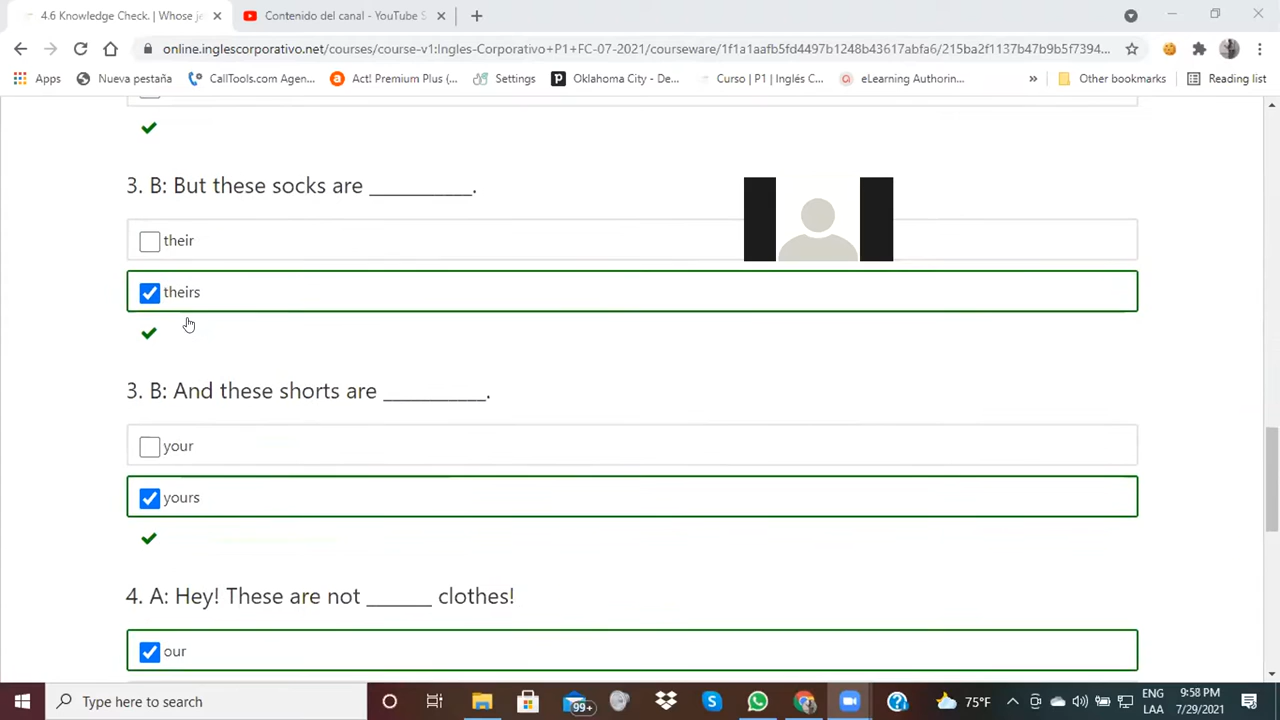 4.6 Knowledge Check. | Whose je
Contenido del canal - YouTube S
online.inglescorporativo.net/courses/course-v1:Ingles-Corporativo+P1+FC-07-2021/courseware/1f1a1aafb5fd4497b1248b43617abfa6/215ba2f1137b47b9b5f7394...
Apps
Nueva pestaña
CallTools.com Agen...
Act! Premium Plus (...
Settings
Oklahoma City - De...
Curso | P1 | Inglés C...
eLearning Authorin...
»
Other bookmarks
Reading list
3. B: But these socks are ___________.
their
theirs
3. B: And these shorts are ___________.
your
yours
4. A: Hey! These are not _______ clothes!
our
Type here to search
99+
75°F
ENG
LAA
9:58 PM
7/29/2021